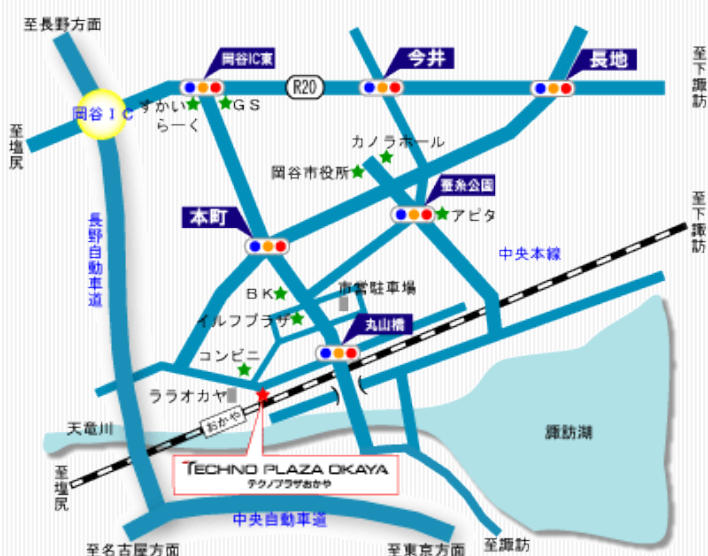 至長野方面
岡谷IC東
今井
長地
至下諏訪
R20
岡谷IC
すかい
らーく
GS
至塩尻
カノラホール
岡谷市役所
蚕糸公園
アピタ
至下諏訪
本町
長野自動車道
中央本線
BK
市営駐車場
イルフプラザ
丸山橋
コンビニ
ララオカヤ
おかや
天竜川
諏訪湖
TECHNO PLAZA OKAYA
テクノプラザおかや
至塩尻
中央自動車道
至名古屋方面
至東京方面
至諏訪